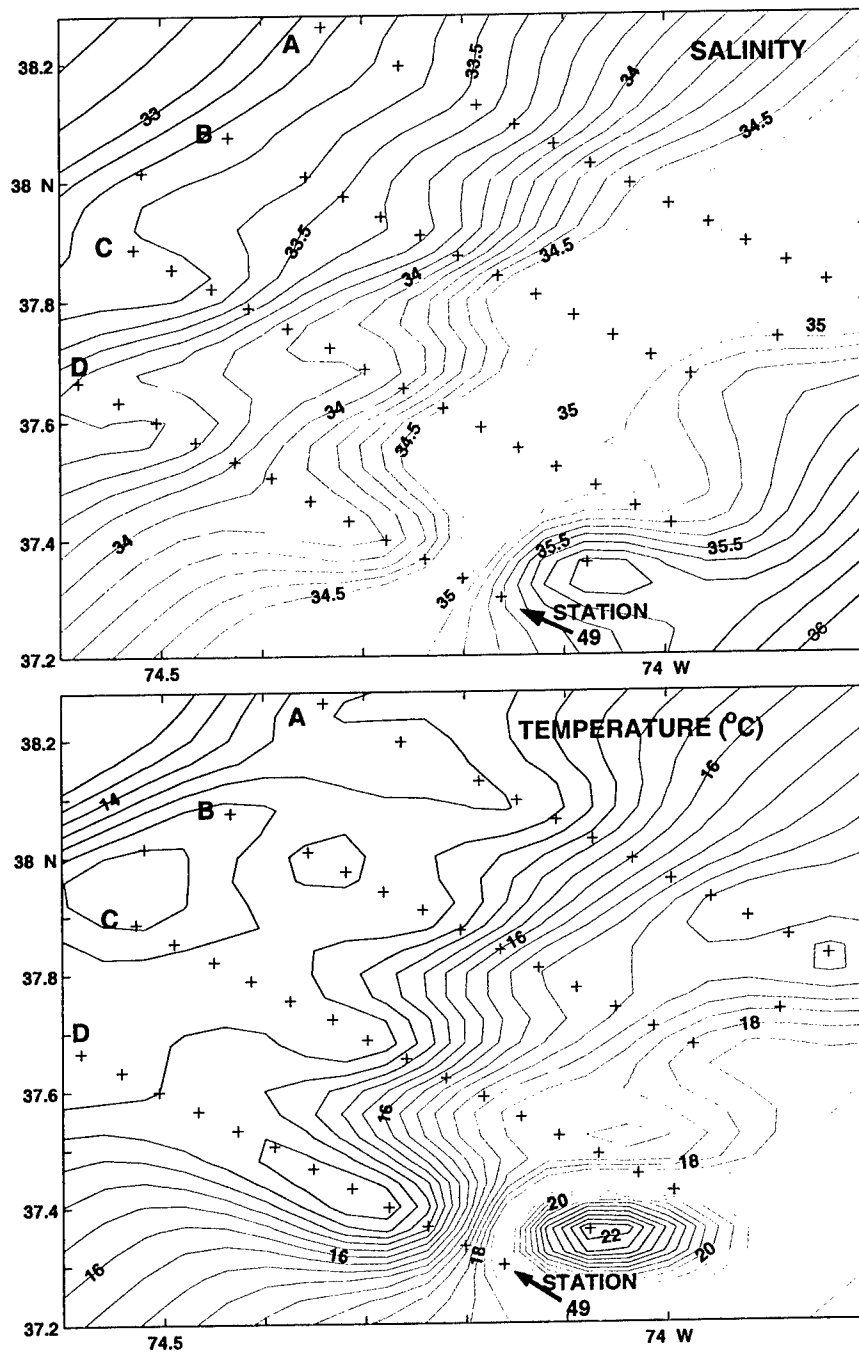 A
SALINITY
38.2
33.5
34
33
B
34.5
38 N
C
33.5
34.5
34
37.8
35
D
34
35
37.6
34.5
34
37.4
35.5
35.5
34.5
35
STATION
49
36
37.2
74.5
74 W
A
TEMPERATURE (°C)
38.2
16
14
B
38 N
C
16
37.8
18
D
37.6
16
18
37.4
20
22
16
18
20
16
STATION
49
37.2
74.5
74 W